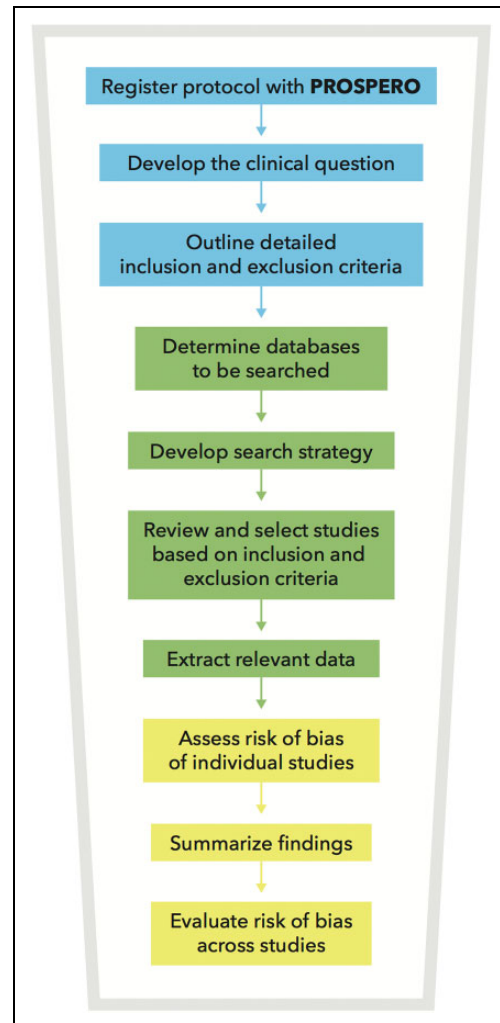 Register protocol with PROSPERO
Develop the clinical question
Outline detailed
inclusion and exclusion criteria
Determine databases
to be searched
Develop search strategy
Review and select studies
based on inclusion and
exclusion criteria
Extract relevant data
Assess risk of bias
of individual studies
Summarize findings
Evaluate risk of bias
across studies